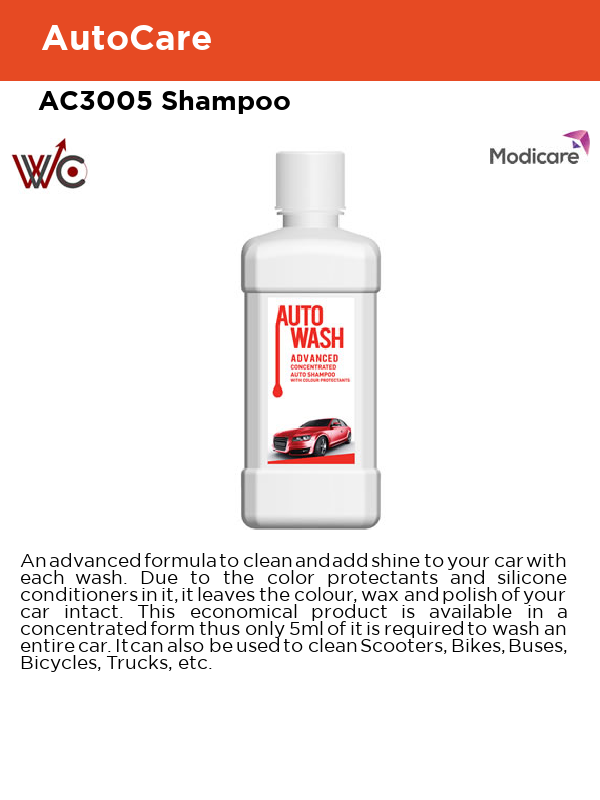 AutoCare
AC3005 Shampoo
WC
Modicare
AUTO
WASH
ADVANCED
CONCENTRATED
AUTO SHAMPOO
WITH COLOUR PROTECTANTS
An advanced formula to clean and add shine to your car with
each wash. Due to the color protectants and silicone
conditioners in it, it leaves the colour, wax and polish of your
car intact. This economical product is available in a
concentrated form thus only 5ml of it is required to wash an
entire car. It can also be used to clean Scooters, Bikes, Buses,
Bicycles, Trucks, etc.